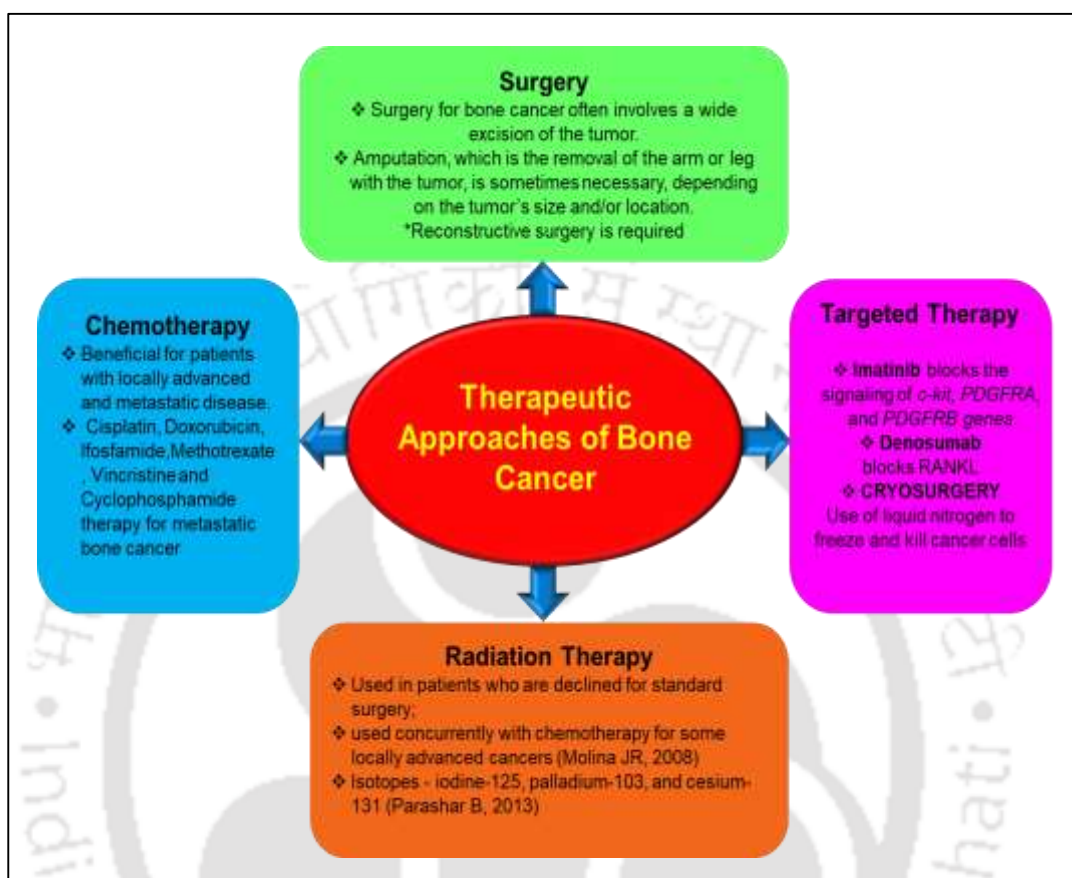 Surgery
❖ Surgery for bone cancer often involves a wide
excision of the tumor.
❖ Amputation, which is the removal of the arm or leg
with the tumor, is sometimes necessary, depending
on the tumor's size and/or location.
*Reconstructive surgery is required
Chemotherapy
❖ Beneficial for patients
with locally advanced
and metastatic disease.
❖ Cisplatin, Doxorubicin,
Ifosfamide,Methotrexate
, Vincristine and
Cyclophosphamide
therapy for metastatic
bone cancer
Therapeutic
Approaches of Bone
Cancer
Targeted Therapy
❖ Imatinib blocks the
signaling of c-kit, PDGFRA,
and PDGFRB genes
❖ Denosumab
blocks RANKL
❖ CRYOSURGERY
Use of liquid nitrogen to
freeze and kill cancer cells
Radiation Therapy
❖ Used in patients who are declined for standard
surgery;
❖ used concurrently with chemotherapy for some
locally advanced cancers (Molina JR, 2008)
❖ Isotopes - iodine-125, palladium-103, and cesium-
131 (Parashar B, 2013)